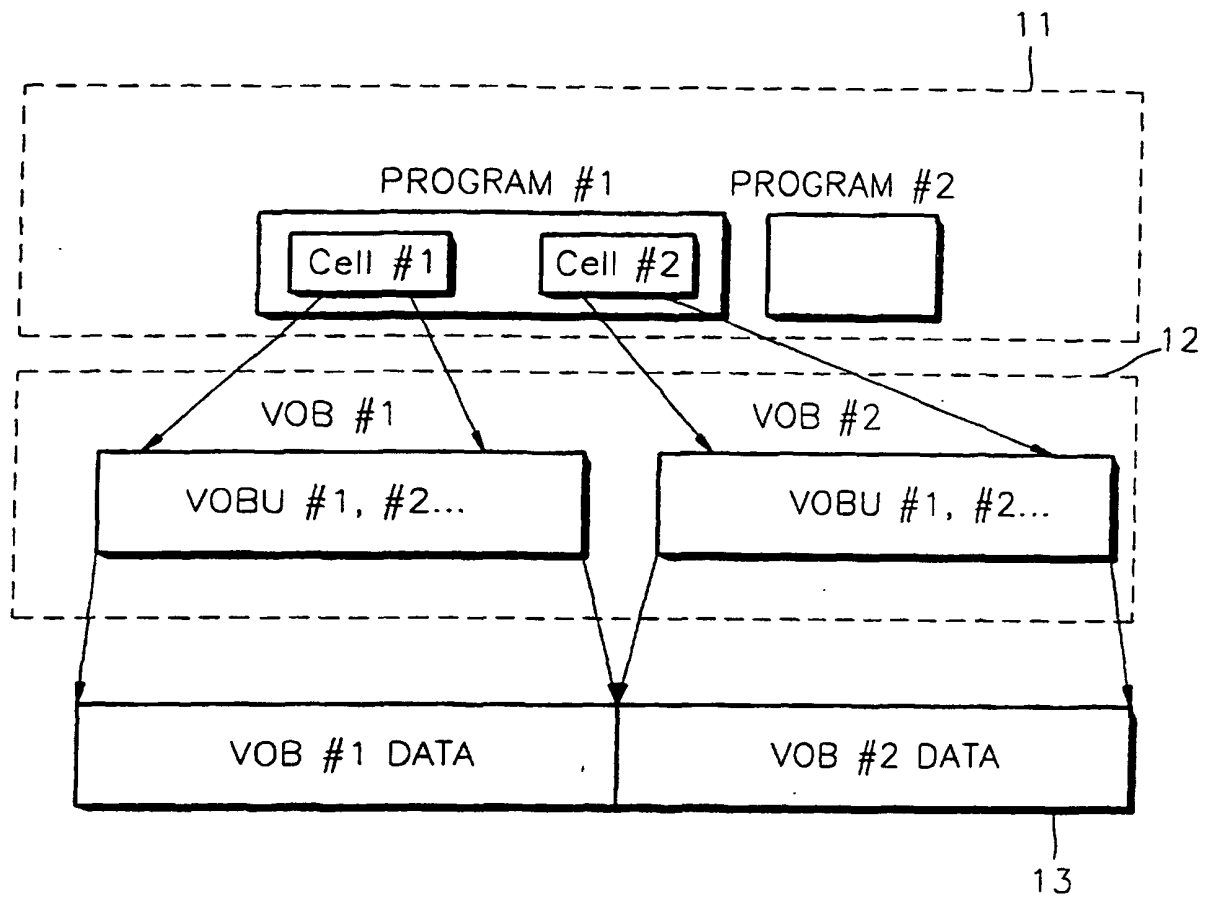 11
PROGRAM #1 PROGRAM #2
Cell #1 Cell #2
12
VOB #1 VOB #2
VOBU #1, #2... VOBU #1, #2...
VOB #1 DATA VOB #2 DATA
13